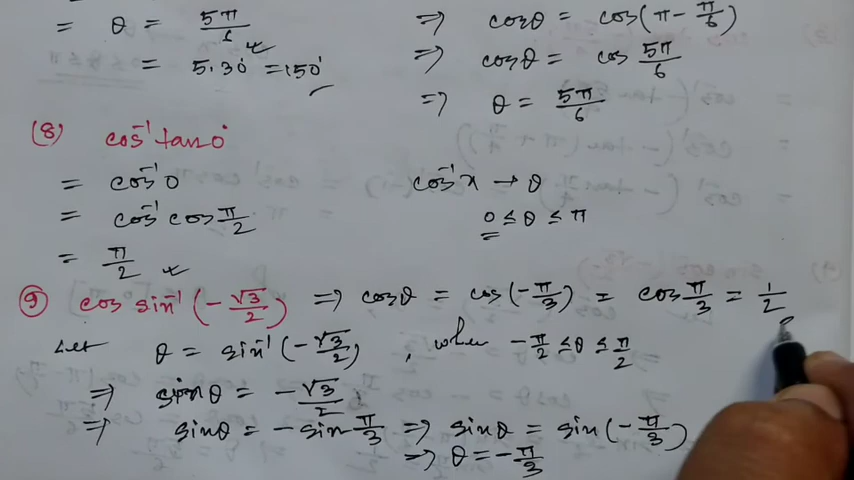 = θ = 5π/6
= 5.30° = 150°
⇒ cosθ = cos(π - π/6)
⇒ cosθ = cos 5π/6
⇒ θ = 5π/6
(8) cos⁻¹ tan 0°
= cos⁻¹ 0
= cos⁻¹ cos π/2
= π/2
cos⁻¹x → θ
0 ≤ θ ≤ π
(9) cos sin⁻¹(-√3/2) ⇒ cosθ = cos(-π/3) = cos π/3 = 1/2
Let θ = sin⁻¹(-√3/2), when -π/2 ≤ θ ≤ π/2
⇒ sinθ = -√3/2
⇒ sinθ = - sin π/3 ⇒ sinθ = sin(-π/3)
⇒ θ = -π/3